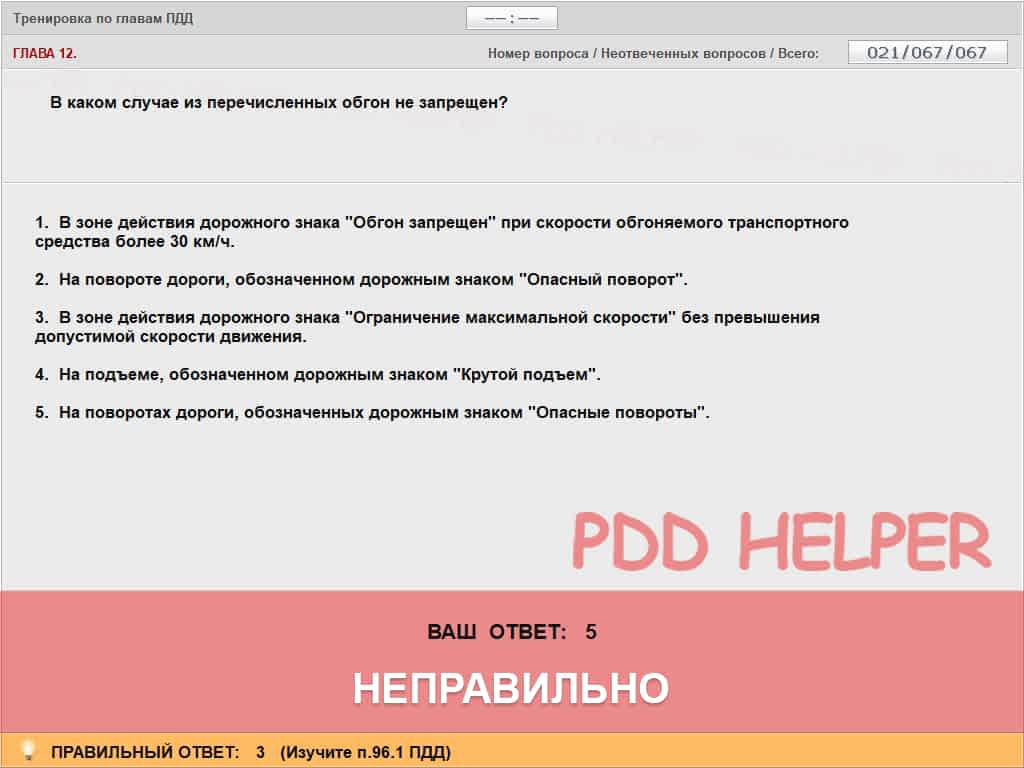 Тренировка по главам ПДД
—— : ——
ГЛАВА 12.
Номер вопроса / Неотвеченных вопросов / Всего:
021/067/067
В каком случае из перечисленных обгон не запрещен?
1. В зоне действия дорожного знака "Обгон запрещен" при скорости обгоняемого транспортного
средства более 30 км/ч.
2. На повороте дороги, обозначенном дорожным знаком "Опасный поворот".
3. В зоне действия дорожного знака "Ограничение максимальной скорости" без превышения
допустимой скорости движения.
4. На подъеме, обозначенном дорожным знаком "Крутой подъем".
5. На поворотах дороги, обозначенных дорожным знаком "Опасные повороты".
PDD HELPER
ВАШ ОТВЕТ: 5
НЕПРАВИЛЬНО
ПРАВИЛЬНЫЙ ОТВЕТ: 3 (Изучите п.96.1 ПДД)